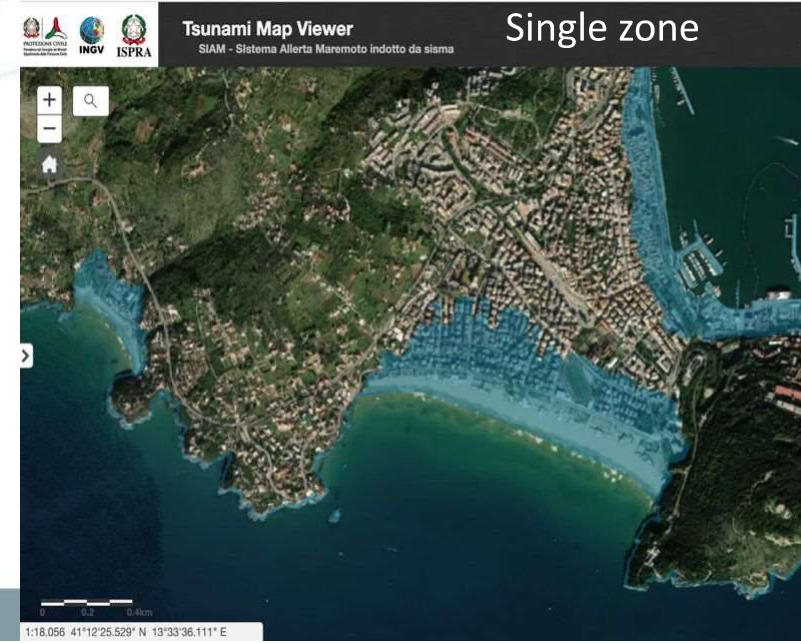 Tsunami Map Viewer
SIAM - SIstema Allerta Maremoto indotto da sisma
Single zone
PROTEZIONE CIVILE
INGV
ISPRA
+
−
0 0.2 0.4km
1:18.056 41°12'25.529" N 13°33'36.111" E